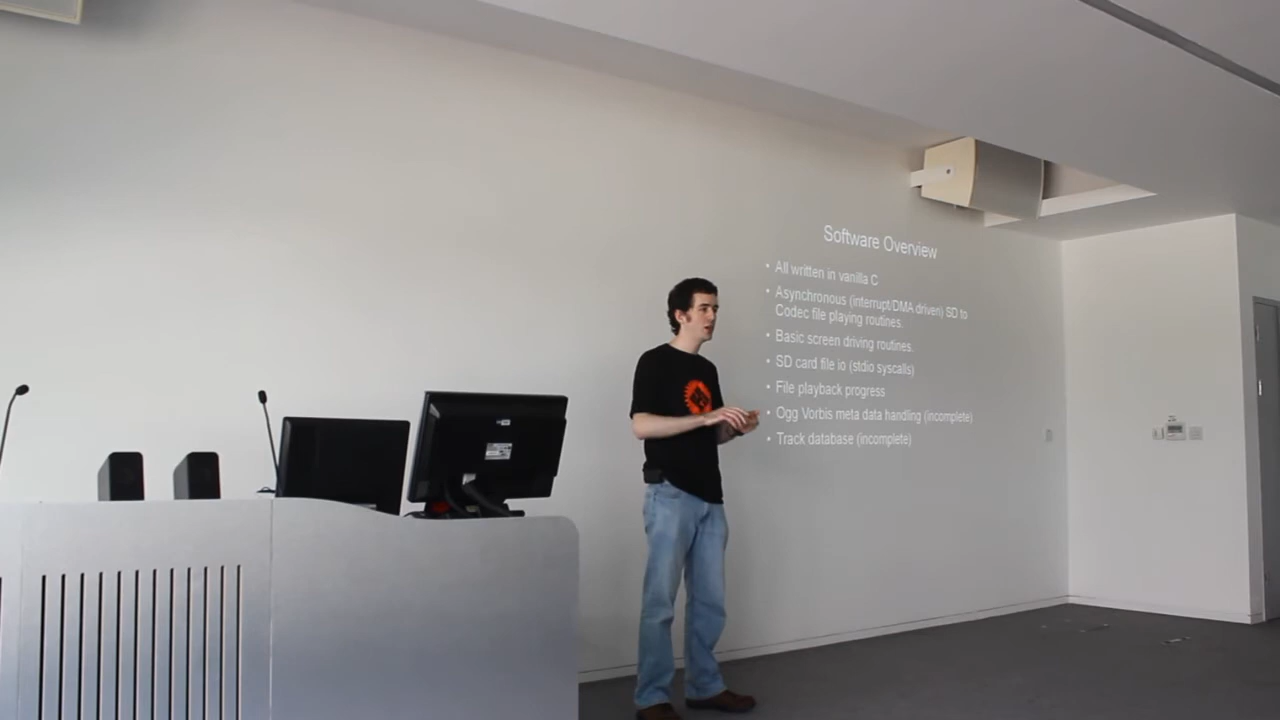 Software Overview
• All written in vanilla C
• Asynchronous (interrupt/DMA driven) SD to
Codec file playing routines.
• Basic screen driving routines.
• SD card file io (stdio syscalls)
• File playback progress
• Ogg Vorbis meta data handling (incomplete)
• Track database (incomplete)